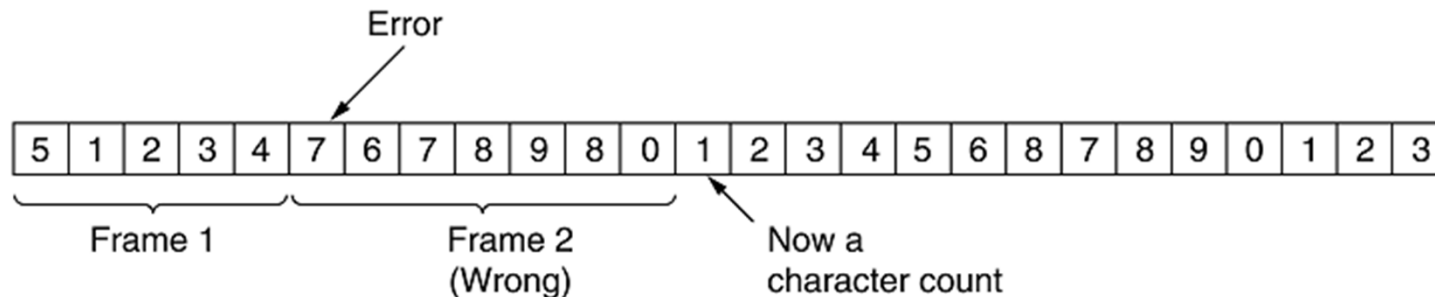 Error
5 1 2 3 4 7 6 7 8 9 8 0 1 2 3 4 5 6 8 7 8 9 0 1 2 3
Frame 1 Frame 2 Now a
(Wrong) character count